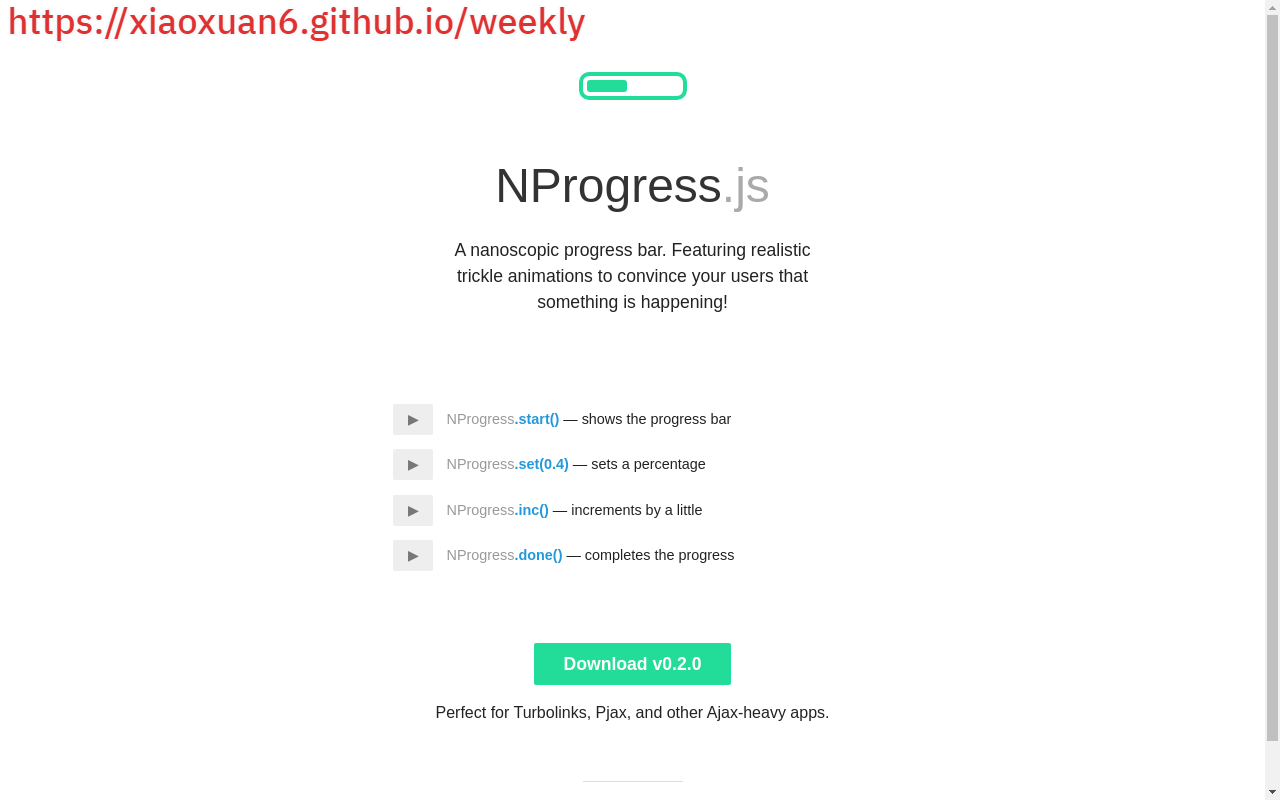 https://xiaoxuan6.github.io/weekly
NProgress.js
A nanoscopic progress bar. Featuring realistic
trickle animations to convince your users that
something is happening!
▶ NProgress.start() — shows the progress bar
▶ NProgress.set(0.4) — sets a percentage
▶ NProgress.inc() — increments by a little
▶ NProgress.done() — completes the progress
Download v0.2.0
Perfect for Turbolinks, Pjax, and other Ajax-heavy apps.